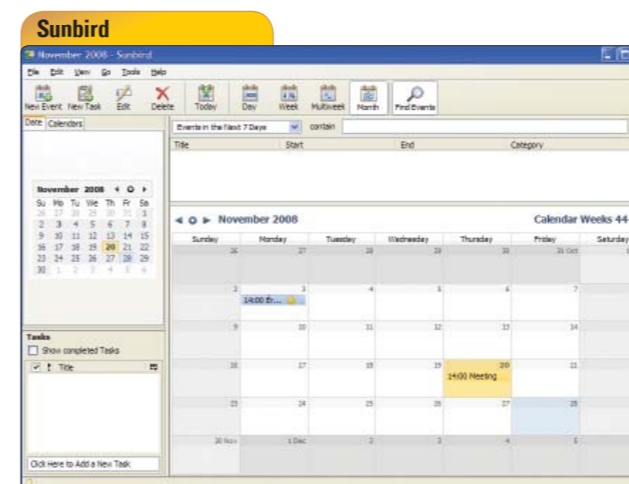 Sunbird
November 2008 - Sunbird
File Edit View Go Tools Help
New Event New Task Edit Delete Today Day Week Multiweek Month Find Events
Date Calendars
Events in the Next 7 Days contain
Title Start End Category
November 2008
Su Mo Tu We Th Fr Sa
26 27 28 29 30 31 1
2 3 4 5 6 7 8
9 10 11 12 13 14 15
16 17 18 19 20 21 22
23 24 25 26 27 28 29
30 1 2 3 4 5 6
November 2008 Calendar Weeks 44-
Sunday Monday Tuesday Wednesday Thursday Friday Saturday
26 27 28 29 30 31 Oct
2 3 4 5 6 7
14:00 Er...
9 10 11 12 13 14
16 17 18 19 20 21
14:00 Meeting
23 24 25 26 27 28
30 Nov 1 Dec 2 3 4 5
Tasks
Show completed Tasks
! Title
Click Here to Add a New Task